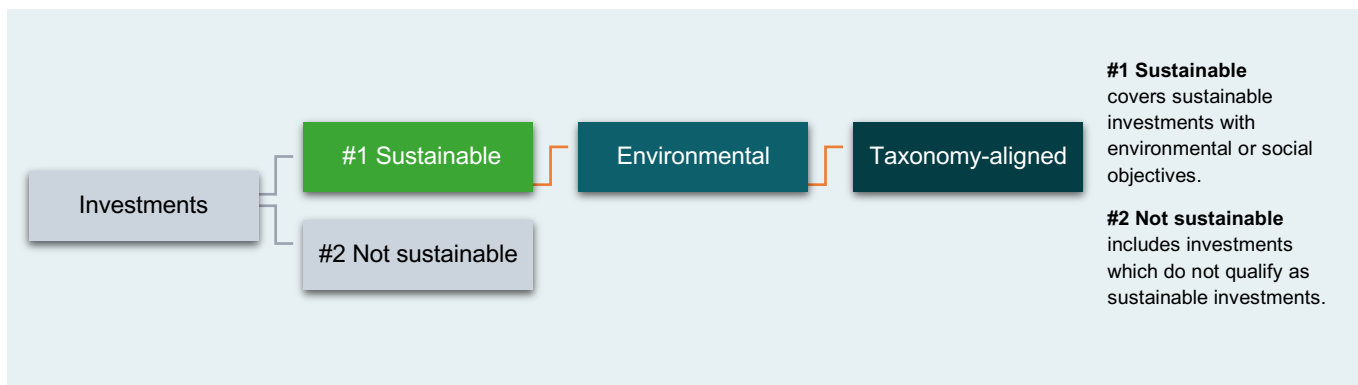 #1 Sustainable
covers sustainable
investments with
environmental or social
objectives.
#1 Sustainable
Environmental
Taxonomy-aligned
Investments
#2 Not sustainable
#2 Not sustainable
includes investments
which do not qualify as
sustainable investments.